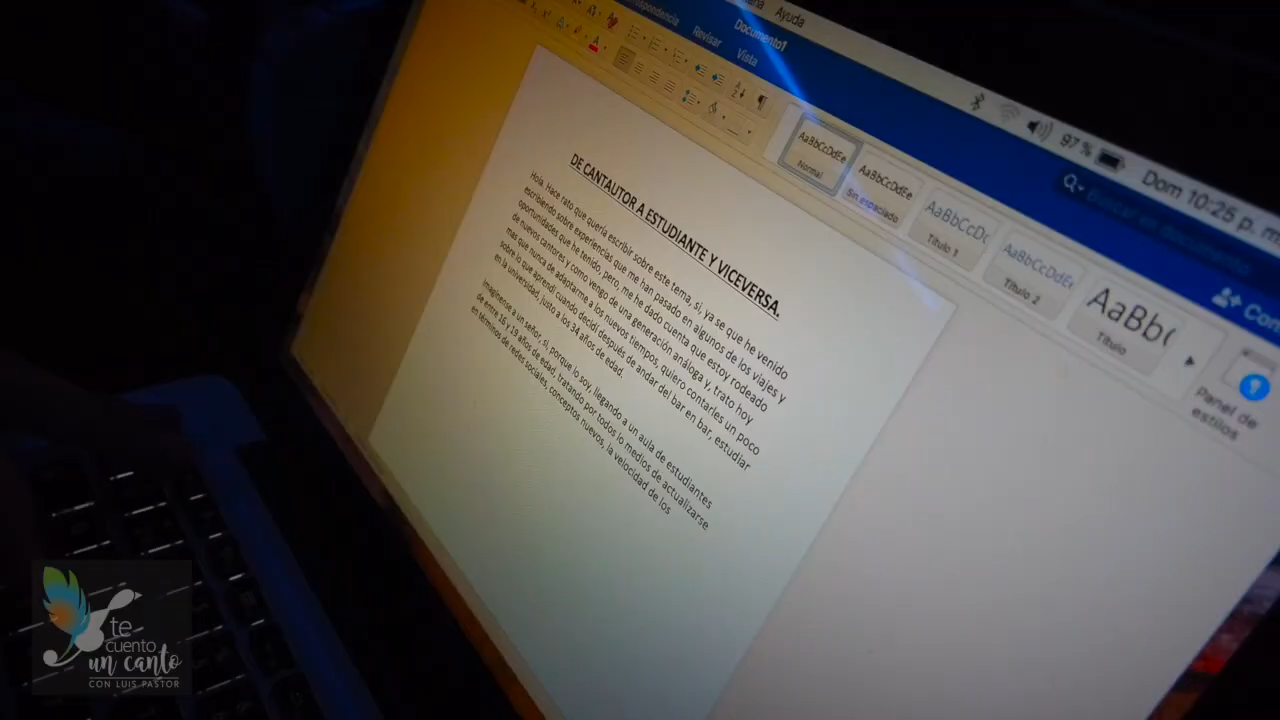 Ayuda
Documento1
Revisar
Vista
97 %
Dom 10:25 p. m.
Buscar en documento
AaBbCcDdEe
Normal
AaBbCcDdEe
Sin espaciado
AaBbCcDc
Título 1
AaBbCcDdEe
Título 2
AaBb(
Título
Panel de
estilos
DE CANTAUTOR A ESTUDIANTE Y VICEVERSA.
Hola. Hace rato que quería escribir sobre este tema, si, ya se que he venido
escribiendo sobre experiencias que me han pasado en algunos de los viajes y
oportunidades que he tenido, pero, me he dado cuenta que estoy rodeado
de nuevos cantores y como vengo de una generación análoga y, trato hoy
mas que nunca de adaptarme a los nuevos tiempos, quiero contarles un poco
sobre lo que aprendí cuando decidí después de andar del bar en bar, estudiar
en la universidad, justo a los 34 años de edad.
Imagínense a un señor, si, porque lo soy, llegando a un aula de estudiantes
de entre 16 y 19 años de edad, tratando por todos lo medios de actualizarse
en términos de redes sociales, conceptos nuevos, la velocidad de los
te
cuento
un canto
CON LUIS PASTOR